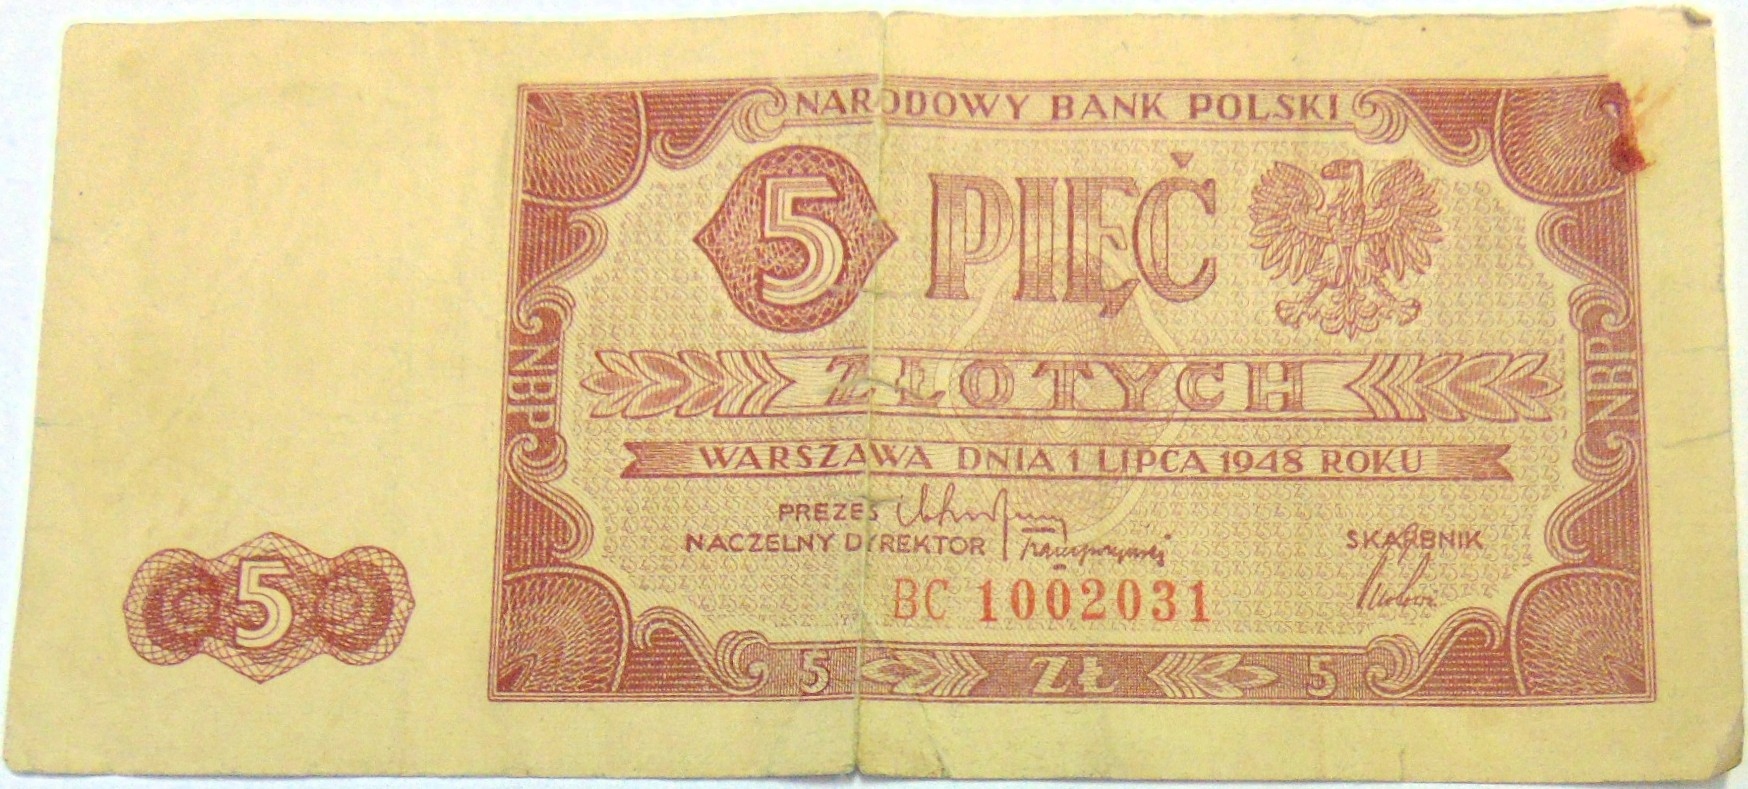 NARODOWY BANK POLSKI
5 PIĘĆ
ZŁOTYCH
NBP
NBP
WARSZAWA DNIA 1 LIPCA 1948 ROKU
PREZES
NACZELNY DYREKTOR
SKARBNIK
BC 1002031
5
5 ZŁ 5